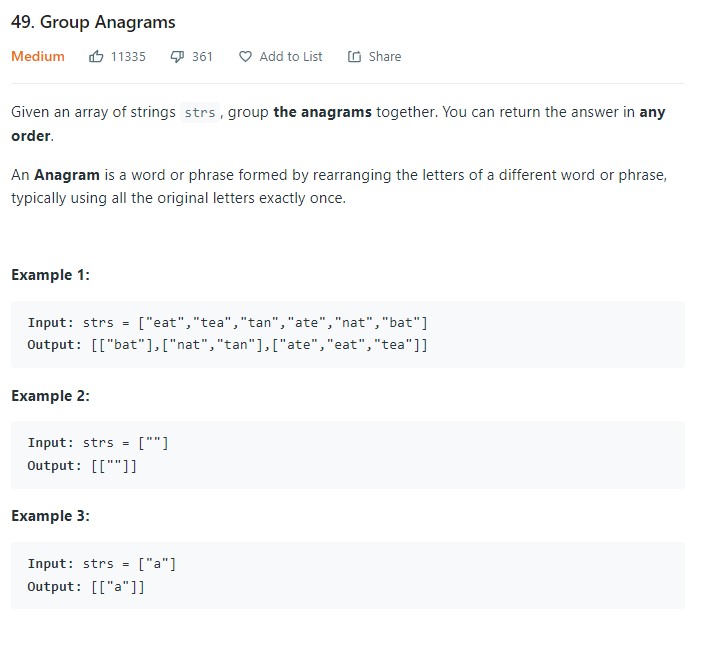 49. Group Anagrams
Medium 11335 361 Add to List Share
Given an array of strings strs, group the anagrams together. You can return the answer in any
order.
An Anagram is a word or phrase formed by rearranging the letters of a different word or phrase,
typically using all the original letters exactly once.
Example 1:
Input: strs = ["eat","tea","tan","ate","nat","bat"]
Output: [["bat"],["nat","tan"],["ate","eat","tea"]]
Example 2:
Input: strs = [""]
Output: [[""]]
Example 3:
Input: strs = ["a"]
Output: [["a"]]